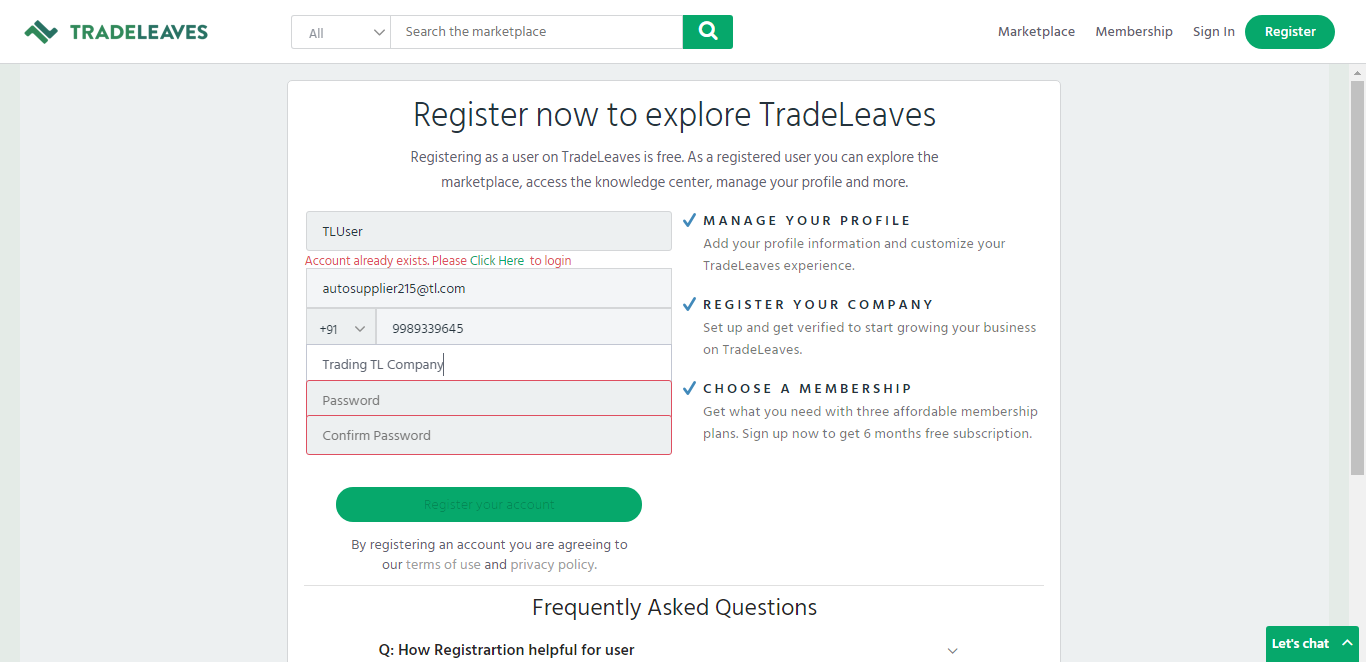 TRADELEAVES
All
Search the marketplace
Marketplace
Membership
Sign In
Register
Register now to explore TradeLeaves
Registering as a user on TradeLeaves is free. As a registered user you can explore the
marketplace, access the knowledge center, manage your profile and more.
TLUser
Account already exists. Please Click Here to login
autosupplier215@tl.com
+91
9989339645
Trading TL Company
Password
Confirm Password
Register your account
By registering an account you are agreeing to
our terms of use and privacy policy.
MANAGE YOUR PROFILE
Add your profile information and customize your
TradeLeaves experience.
REGISTER YOUR COMPANY
Set up and get verified to start growing your business
on TradeLeaves.
CHOOSE A MEMBERSHIP
Get what you need with three affordable membership
plans. Sign up now to get 6 months free subscription.
Frequently Asked Questions
Q: How Registrartion helpful for user
Let's chat